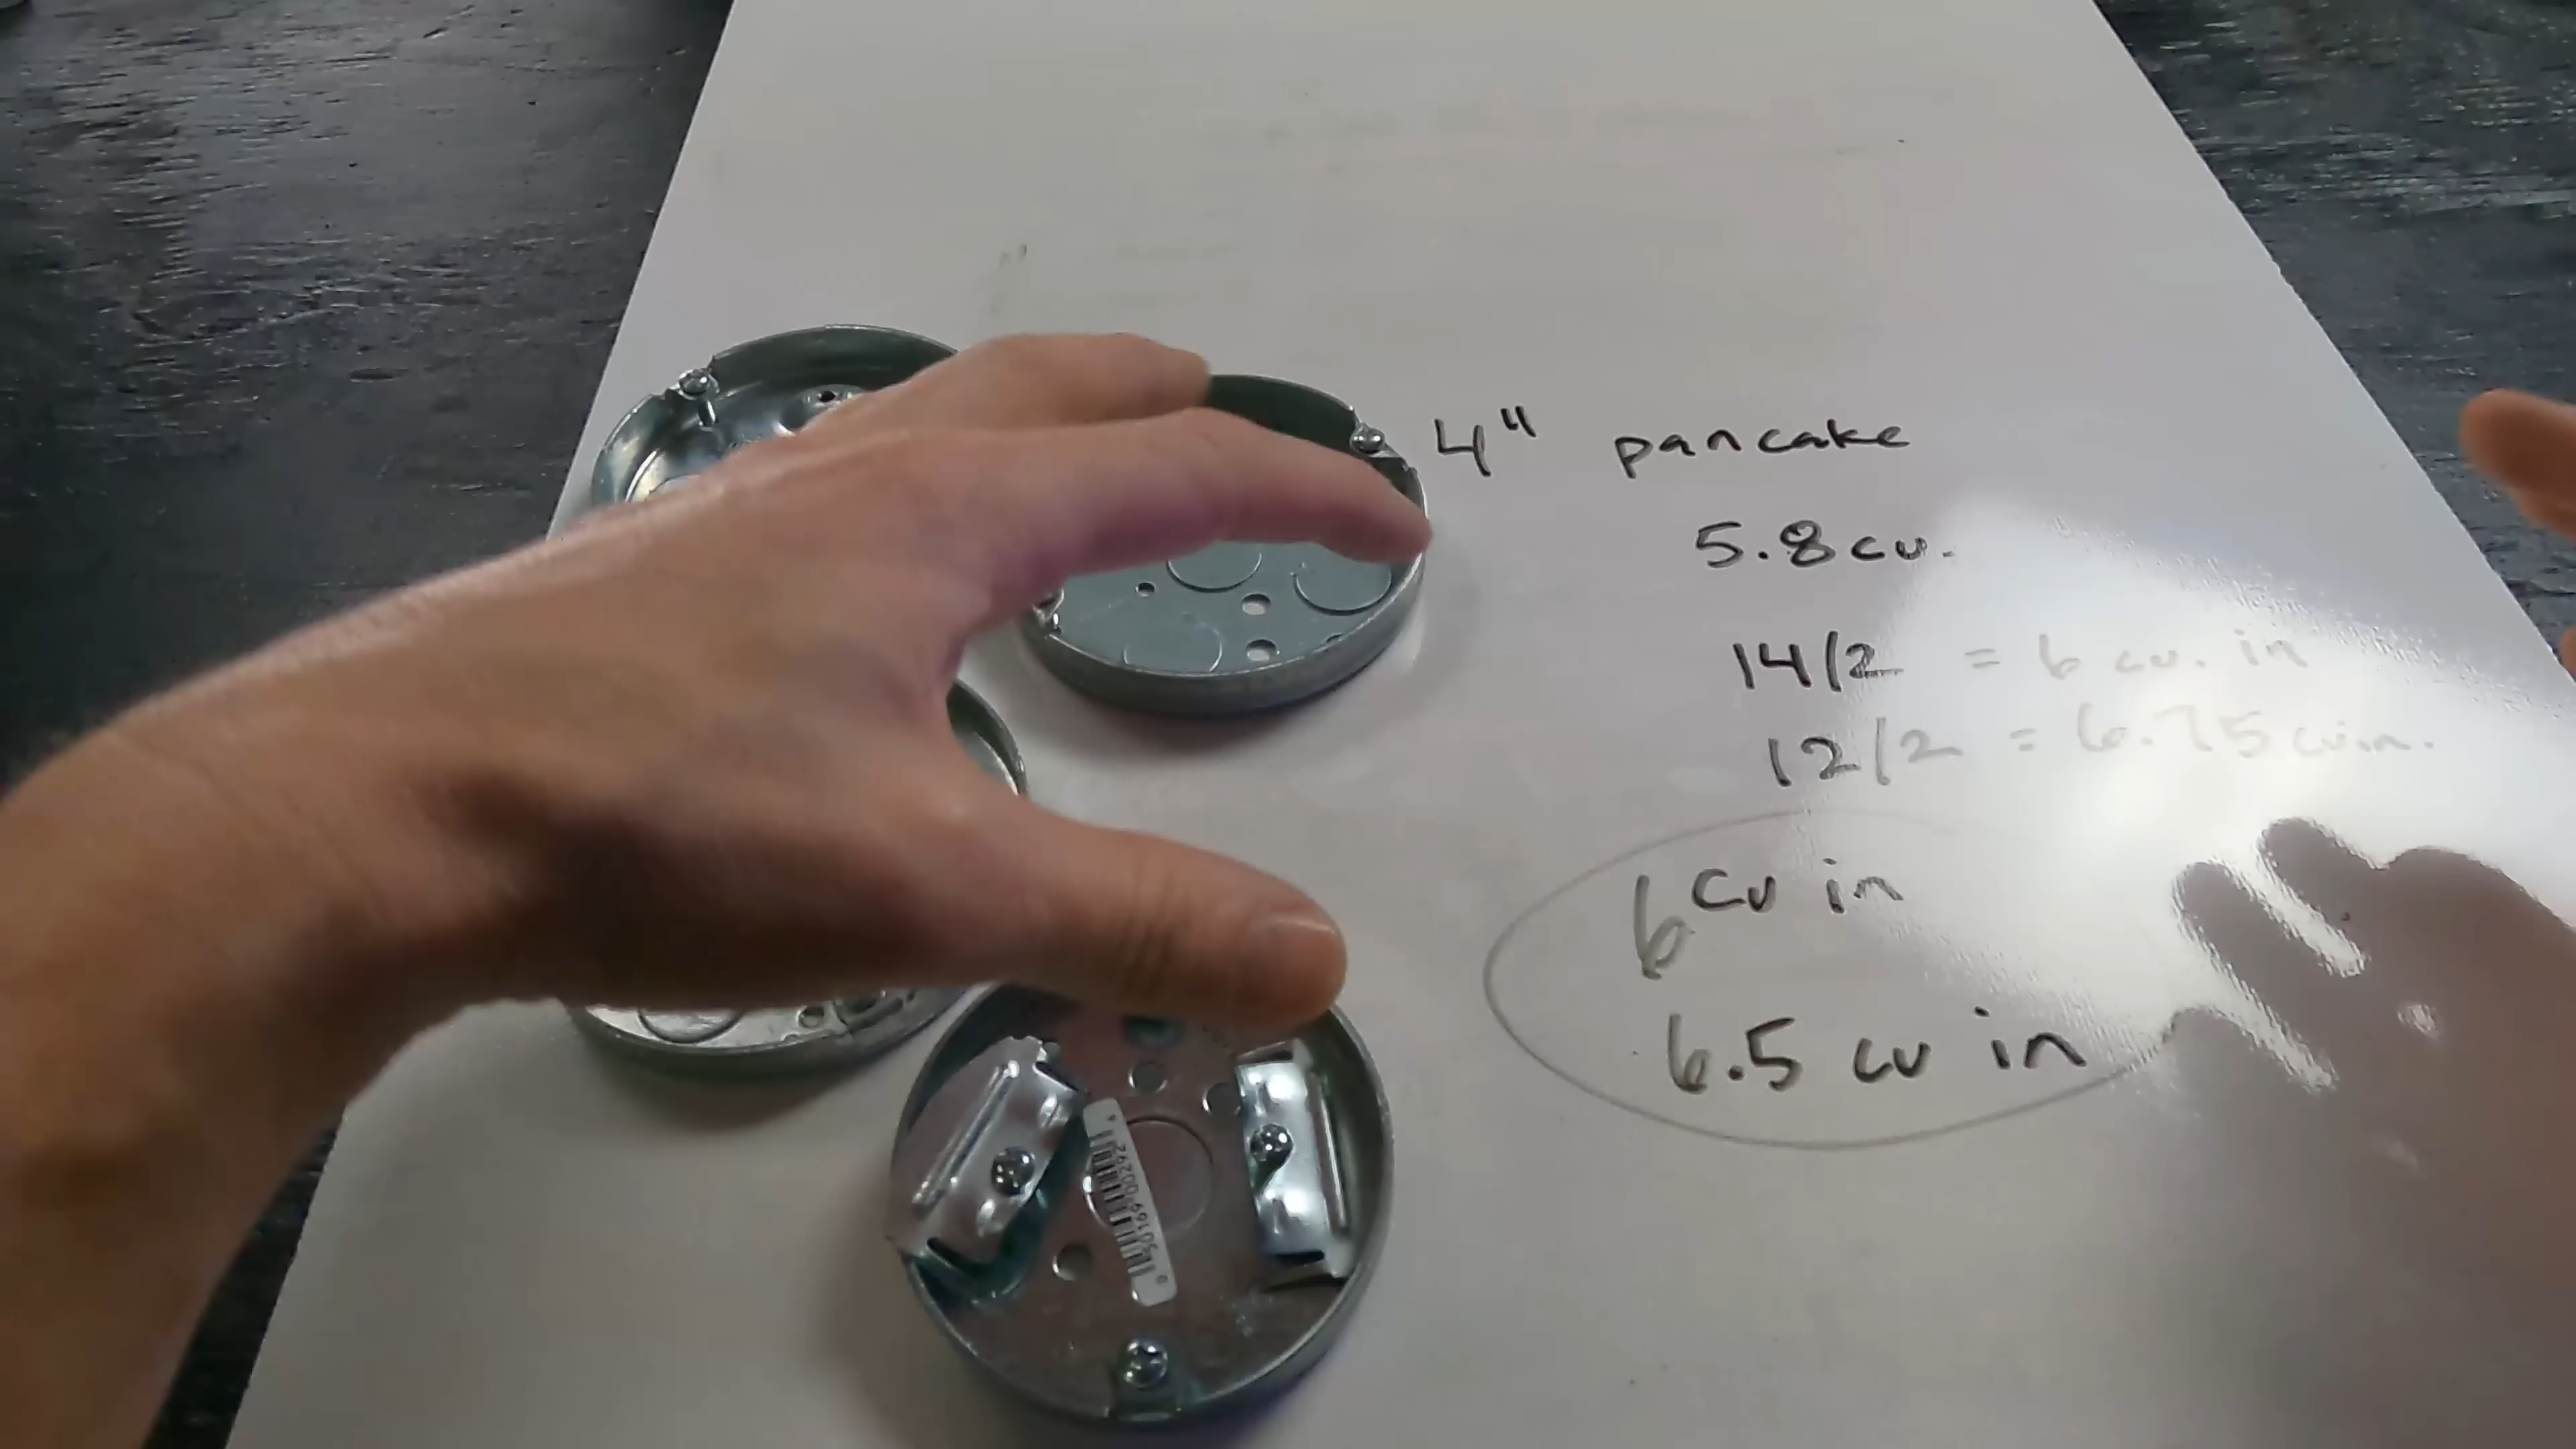 4" pancake
5.8 cu.
14/2 = 6 cu. in
12/2 = 6.75 cu.in.
6 cu in
6.5 cu in